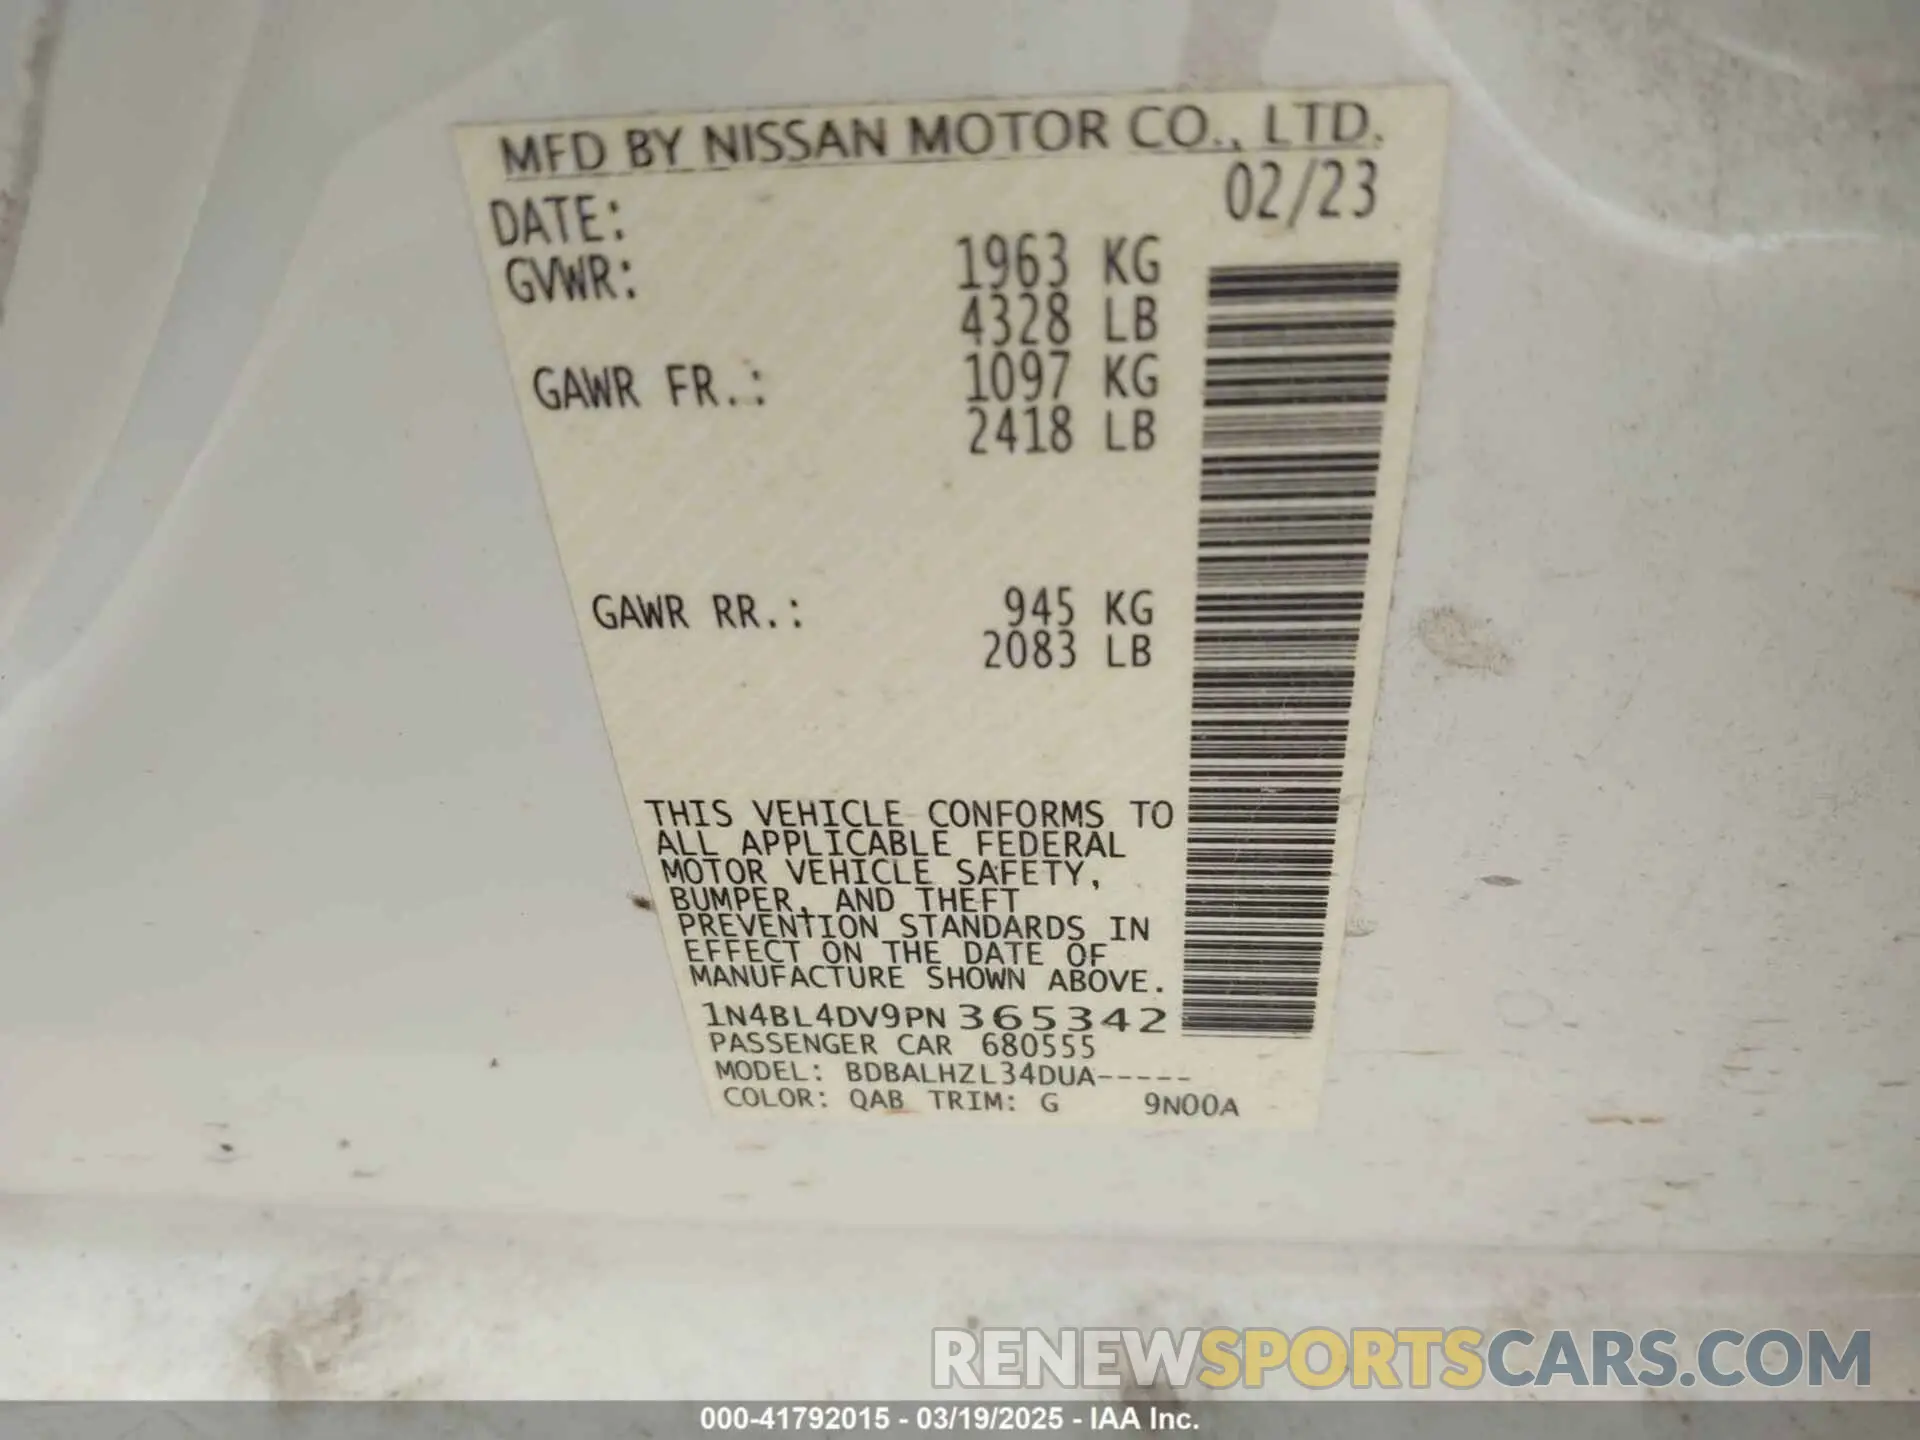 MFD BY NISSAN MOTOR CO., LTD.
DATE: 02/23
GVWR: 1963 KG
4328 LB
GAWR FR.: 1097 KG
2418 LB
GAWR RR.: 945 KG
2083 LB
THIS VEHICLE CONFORMS TO
ALL APPLICABLE FEDERAL
MOTOR VEHICLE SAFETY,
BUMPER, AND THEFT
PREVENTION STANDARDS IN
EFFECT ON THE DATE OF
MANUFACTURE SHOWN ABOVE.
1N4BL4DV9PN365342
PASSENGER CAR 680555
MODEL: BDBALHZL34DUA-----
COLOR: QAB TRIM: G 9N00A
RENEWSPORTSCARS.COM
000-41792015 - 03/19/2025 - IAA Inc.